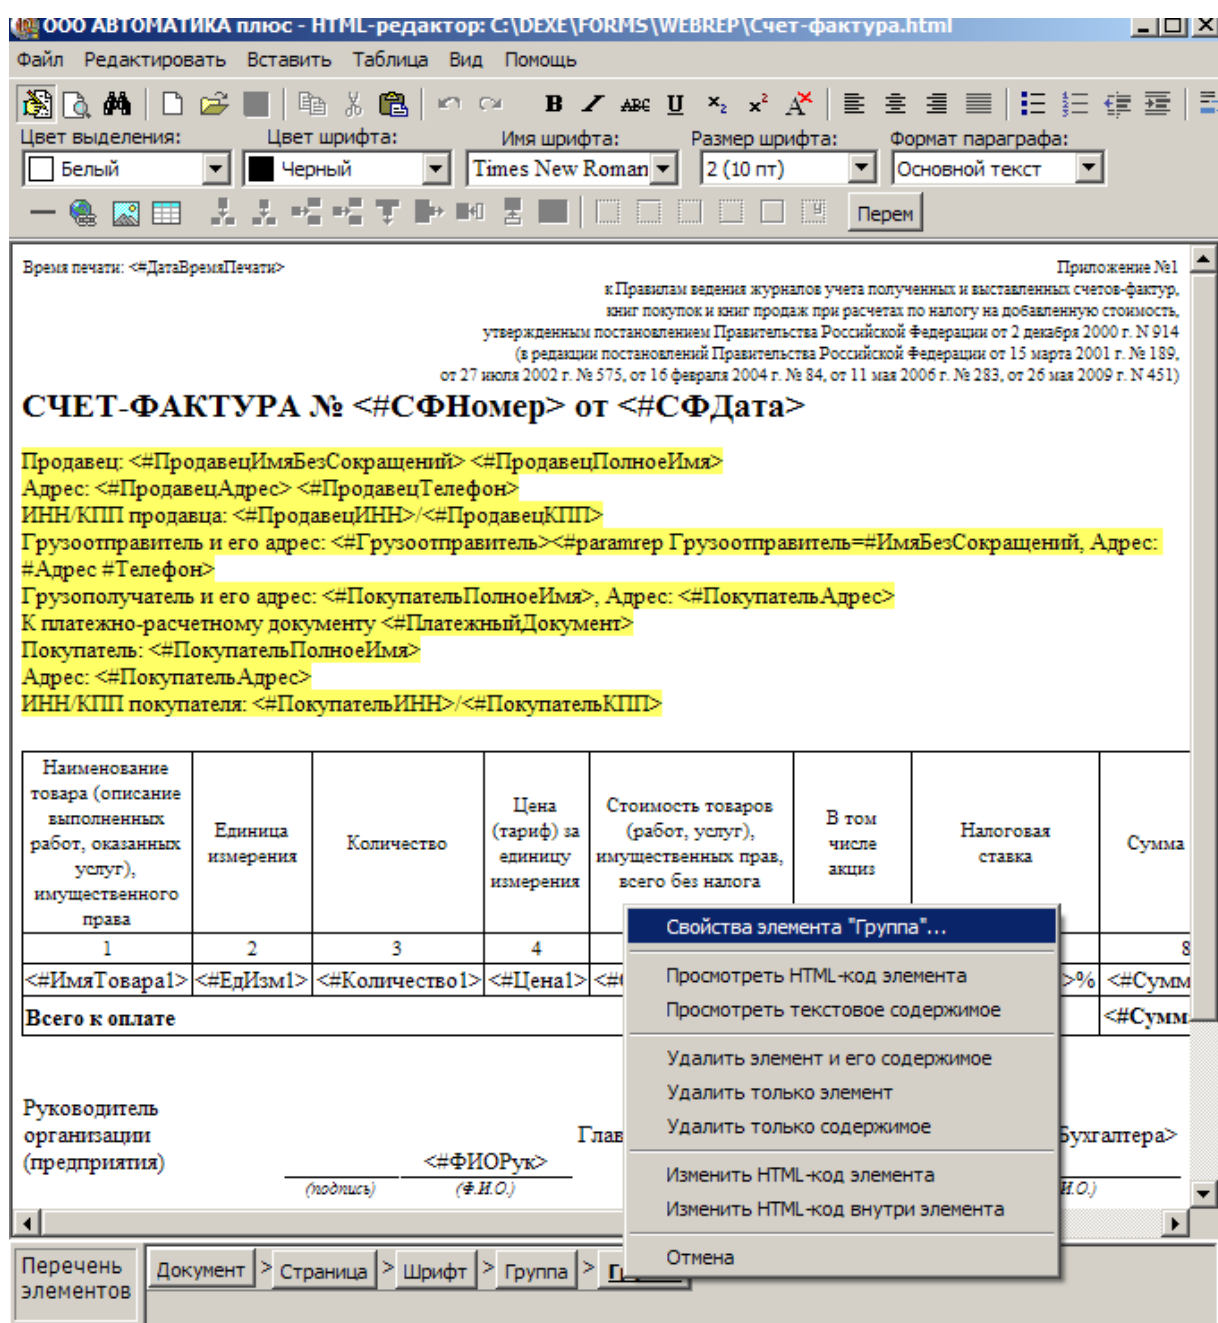 ООО АВТОМАТИКА плюс - HTML-редактор: C:\DEXE\FORMS\WEBREP\Счет-фактура.html
Файл Редактировать Вставить Таблица Вид Помощь
B I ABC U ×₂ x² A
Цвет выделения: Цвет шрифта: Имя шрифта: Размер шрифта: Формат параграфа:
Белый Черный Times New Roman 2 (10 пт) Основной текст
Перем
Время печати: <#ДатаВремяПечати> Приложение №1
к Правилам ведения журналов учета полученных и выставленных счетов-фактур,
книг покупок и книг продаж при расчетах по налогу на добавленную стоимость,
утвержденным постановлением Правительства Российской Федерации от 2 декабря 2000 г. N 914
(в редакции постановлений Правительства Российской Федерации от 15 марта 2001 г. № 189,
от 27 июля 2002 г. № 575, от 16 февраля 2004 г. № 84, от 11 мая 2006 г. № 283, от 26 мая 2009 г. N 451)
СЧЕТ-ФАКТУРА № <#СФНомер> от <#СФДата>
Продавец: <#ПродавецИмяБезСокращений> <#ПродавецПолноеИмя>
Адрес: <#ПродавецАдрес> <#ПродавецТелефон>
ИНН/КПП продавца: <#ПродавецИНН>/<#ПродавецКПП>
Грузоотправитель и его адрес: <#Грузоотправитель><#paramrep Грузоотправитель=#ИмяБезСокращений, Адрес:
#Адрес #Телефон>
Грузополучатель и его адрес: <#ПокупательПолноеИмя>, Адрес: <#ПокупательАдрес>
К платежно-расчетному документу <#ПлатежныйДокумент>
Покупатель: <#ПокупательПолноеИмя>
Адрес: <#ПокупательАдрес>
ИНН/КПП покупателя: <#ПокупательИНН>/<#ПокупательКПП>
Наименование
товара (описание
выполненных
работ, оказанных
услуг),
имущественного
права
Единица
измерения
Количество
Цена
(тариф) за
единицу
измерения
Стоимость товаров
(работ, услуг),
имущественных прав,
всего без налога
В том
числе
акциз
Налоговая
ставка
Сумма
1 2 3 4 8
<#ИмяТовара1> <#ЕдИзм1> <#Количество1> <#Цена1> <# >% <#Сумм
Всего к оплате <#Сумм
Свойства элемента "Группа"...
Просмотреть HTML-код элемента
Просмотреть текстовое содержимое
Удалить элемент и его содержимое
Удалить только элемент
Удалить только содержимое
Изменить HTML-код элемента
Изменить HTML-код внутри элемента
Отмена
Руководитель
организации Глав Бухгалтера>
(предприятия) <#ФИОРук>
(подпись) (Ф.И.О.) И.О.)
Перечень
элементов
Документ > Страница > Шрифт > Группа >